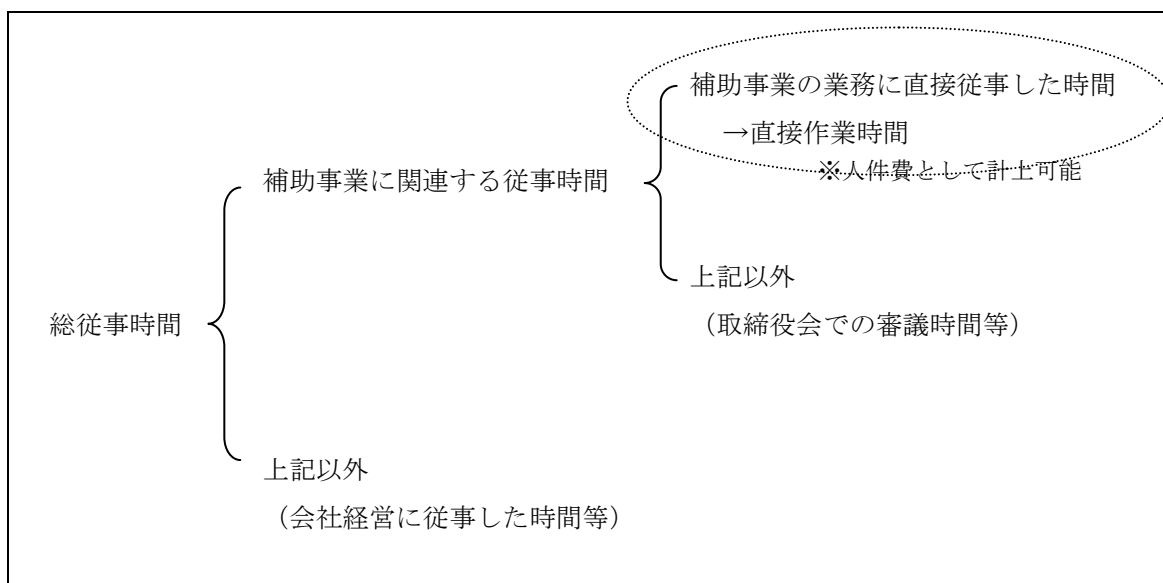 補助事業の業務に直接従事した時間
→直接作業時間
※人件費として計上可能
補助事業に関連する従事時間
上記以外
（取締役会での審議時間等）
総従事時間
上記以外
（会社経営に従事した時間等）